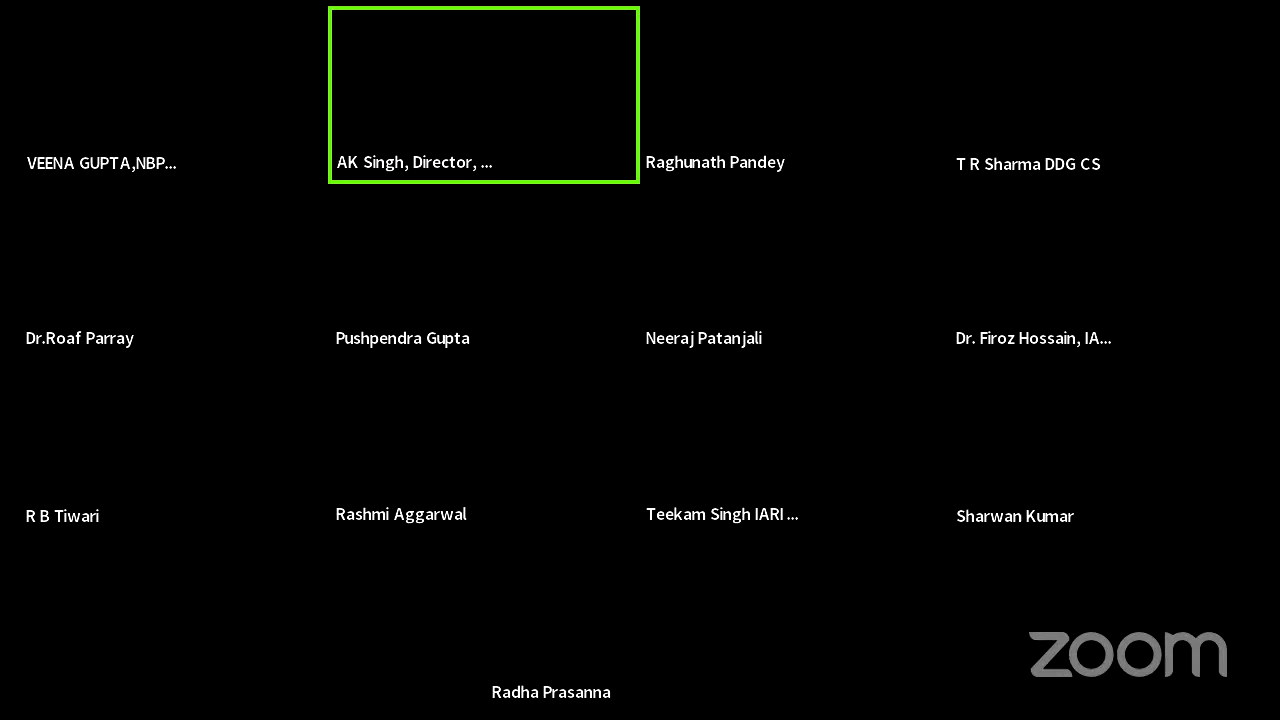 VEENA GUPTA,NBP...
AK Singh, Director, ...
Raghunath Pandey
T R Sharma DDG CS
Dr.Roaf Parray
Pushpendra Gupta
Neeraj Patanjali
Dr. Firoz Hossain, IA...
R B Tiwari
Rashmi Aggarwal
Teekam Singh IARI ...
Sharwan Kumar
zoom
Radha Prasanna